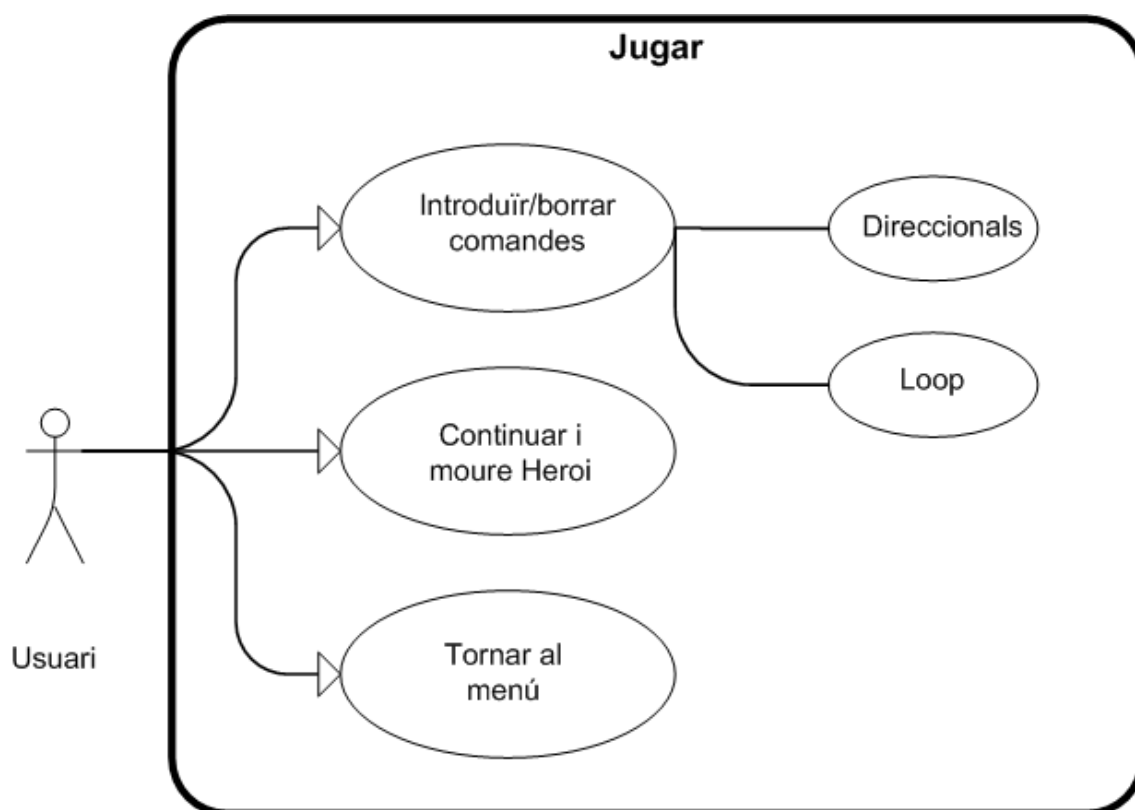 Jugar
Introduïr/borrar
comandes
Direccionals
Loop
Continuar i
moure Heroi
Usuari
Tornar al
menú